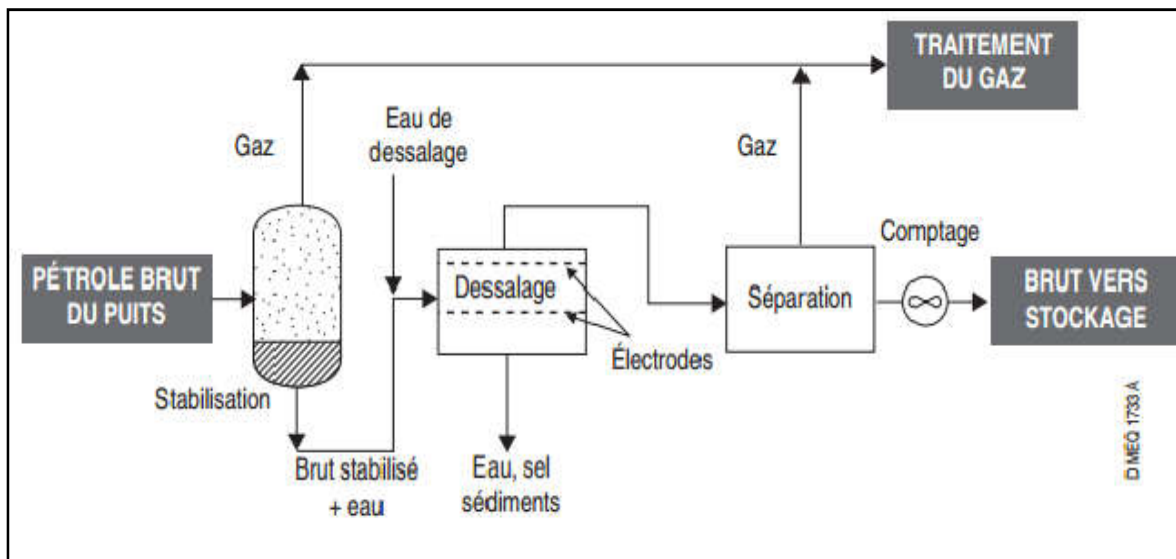 TRAITEMENT
DU GAZ
Eau de
dessalage
Gaz
Gaz
Comptage
PÉTROLE BRUT
DU PUITS
Dessalage
Séparation
BRUT VERS
STOCKAGE
Électrodes
Stabilisation
Brut stabilisé
+ eau
Eau, sel
sédiments
D MEQ 1733 A